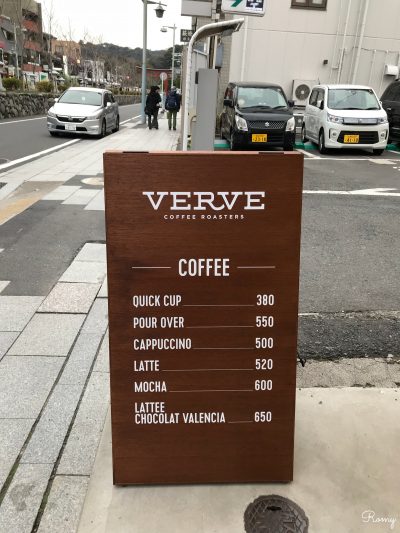 VERVE
COFFEE ROASTERS
COFFEE
QUICK CUP 380
POUR OVER 550
CAPPUCCINO 500
LATTE 520
MOCHA 600
LATTEE
CHOCOLAT VALENCIA 650
Romy